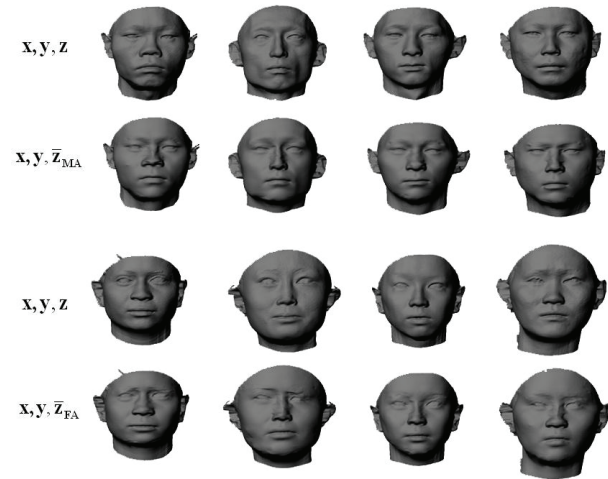 x, y, z
x, y, z̄MA
x, y, z
x, y, z̄FA